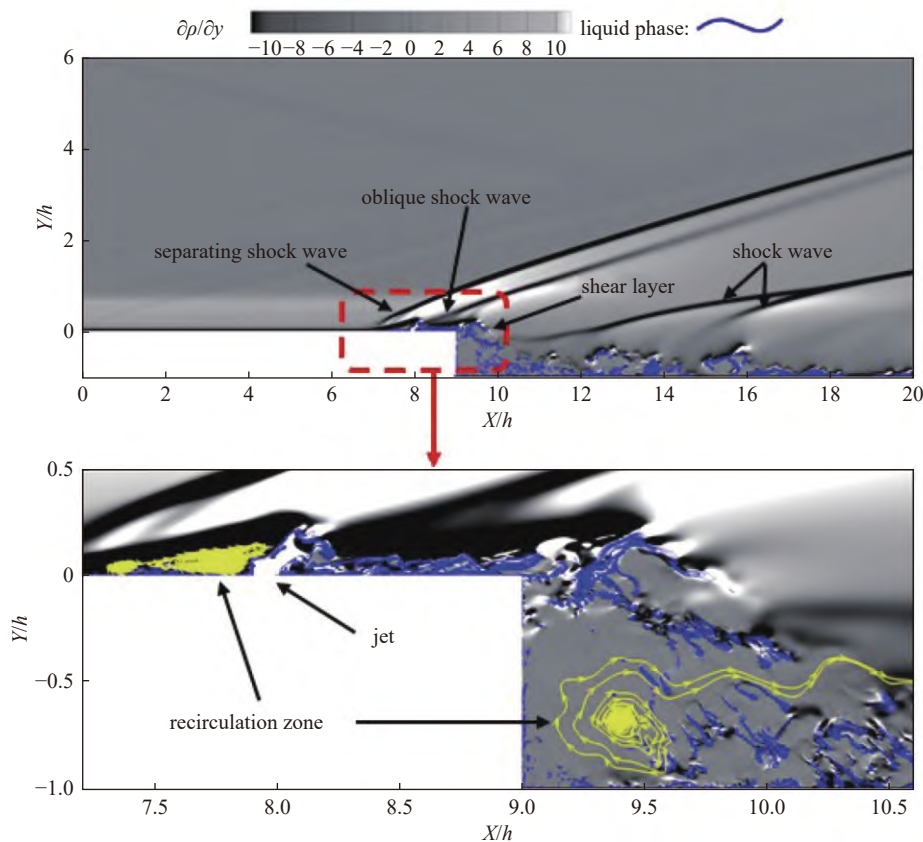 ∂ρ/∂y
liquid phase:
−10 −8 −6 −4 −2 0 2 4 6 8 10
6
4
2
0
Y/h
oblique shock wave
separating shock wave
shock wave
shear layer
0 2 4 6 8 10 12 14 16 18 20
X/h
0.5
0
−0.5
−1.0
Y/h
jet
recirculation zone
7.5 8.0 8.5 9.0 9.5 10.0 10.5
X/h